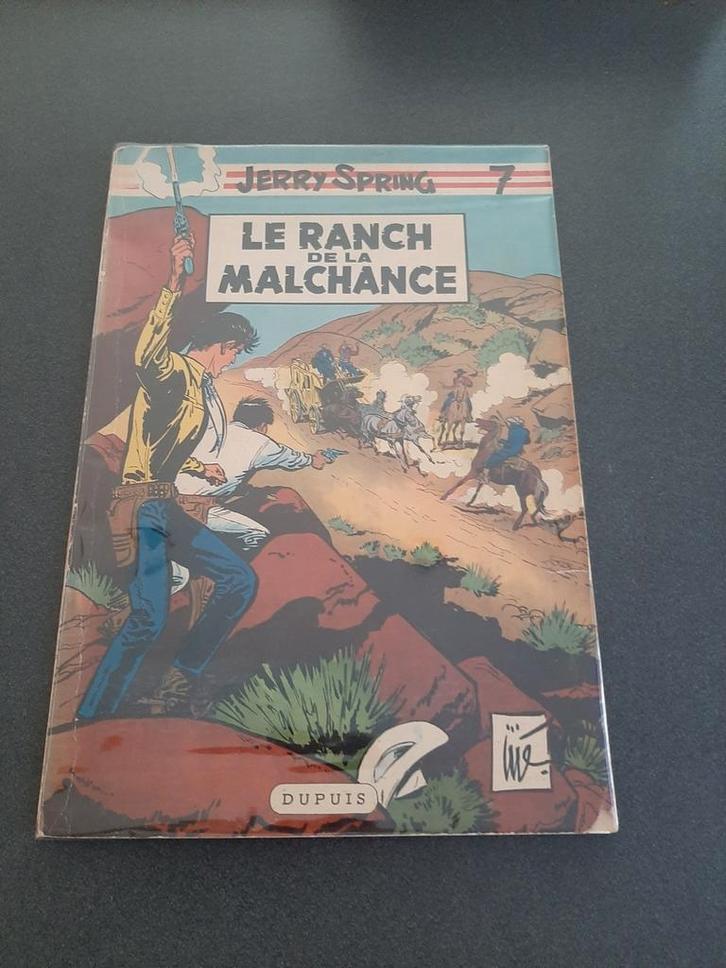 JERRY SPRING 7
LE RANCH
DE LA
MALCHANCE
DUPUIS